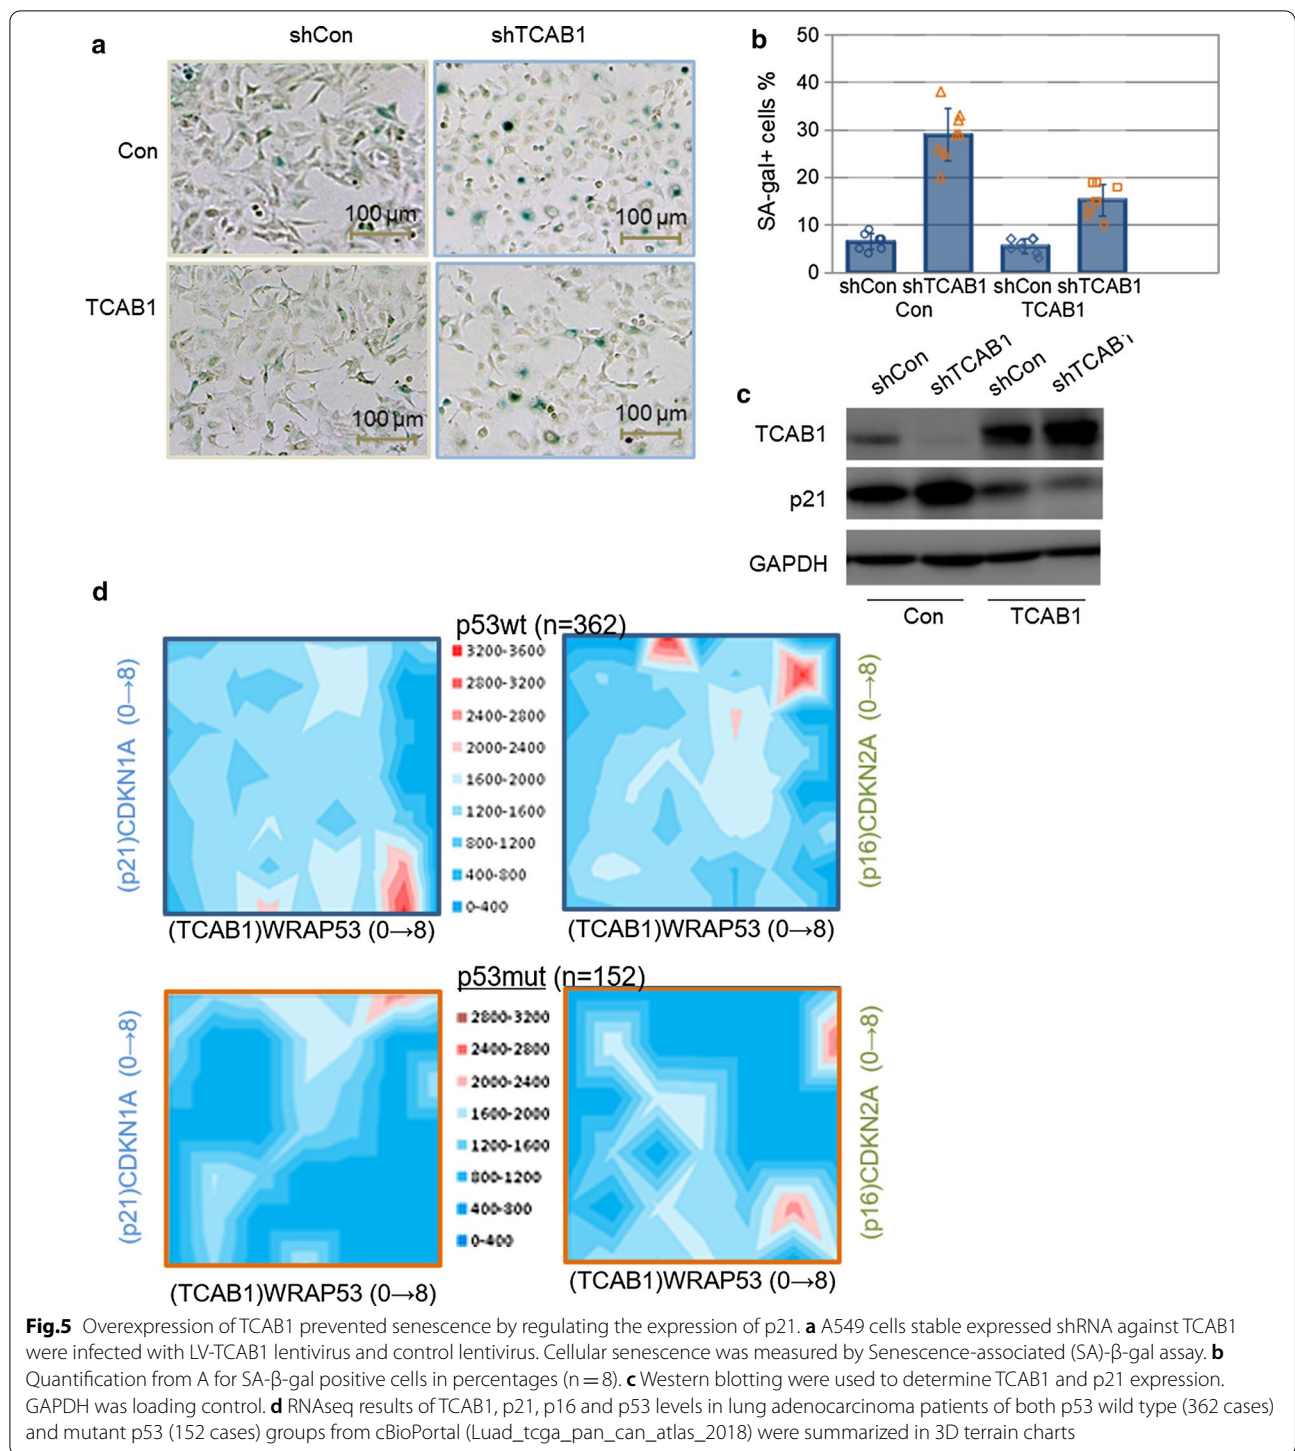 a
shCon shTCAB1
Con
TCAB1
100 µm
100 µm
100 µm
100 µm
b
SA-gal+ cells %
50
40
30
20
10
0
shCon shTCAB1 shCon shTCAB1
Con TCAB1
c
shCon shTCAB1 shCon shTCAB1
TCAB1
p21
GAPDH
Con TCAB1
d
p53wt (n=362)
(p21)CDKN1A (0→8)
3200-3600
2800-3200
2400-2800
2000-2400
1600-2000
1200-1600
800-1200
400-800
0-400
(p16)CDKN2A (0→8)
(TCAB1)WRAP53 (0→8) (TCAB1)WRAP53 (0→8)
p53mut (n=152)
(p21)CDKN1A (0→8)
2800-3200
2400-2800
2000-2400
1600-2000
1200-1600
800-1200
400-800
0-400
(p16)CDKN2A (0→8)
(TCAB1)WRAP53 (0→8) (TCAB1)WRAP53 (0→8)
Fig.5 Overexpression of TCAB1 prevented senescence by regulating the expression of p21. a A549 cells stable expressed shRNA against TCAB1
were infected with LV-TCAB1 lentivirus and control lentivirus. Cellular senescence was measured by Senescence-associated (SA)-β-gal assay. b
Quantification from A for SA-β-gal positive cells in percentages (n = 8). c Western blotting were used to determine TCAB1 and p21 expression.
GAPDH was loading control. d RNAseq results of TCAB1, p21, p16 and p53 levels in lung adenocarcinoma patients of both p53 wild type (362 cases)
and mutant p53 (152 cases) groups from cBioPortal (Luad_tcga_pan_can_atlas_2018) were summarized in 3D terrain charts